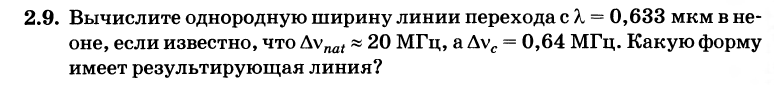 2.9. Вычислите однородную ширину линии перехода с λ = 0,633 мкм в не-
оне, если известно, что Δν_nat ≈ 20 МГц, а Δν_c = 0,64 МГц. Какую форму
имеет результирующая линия?